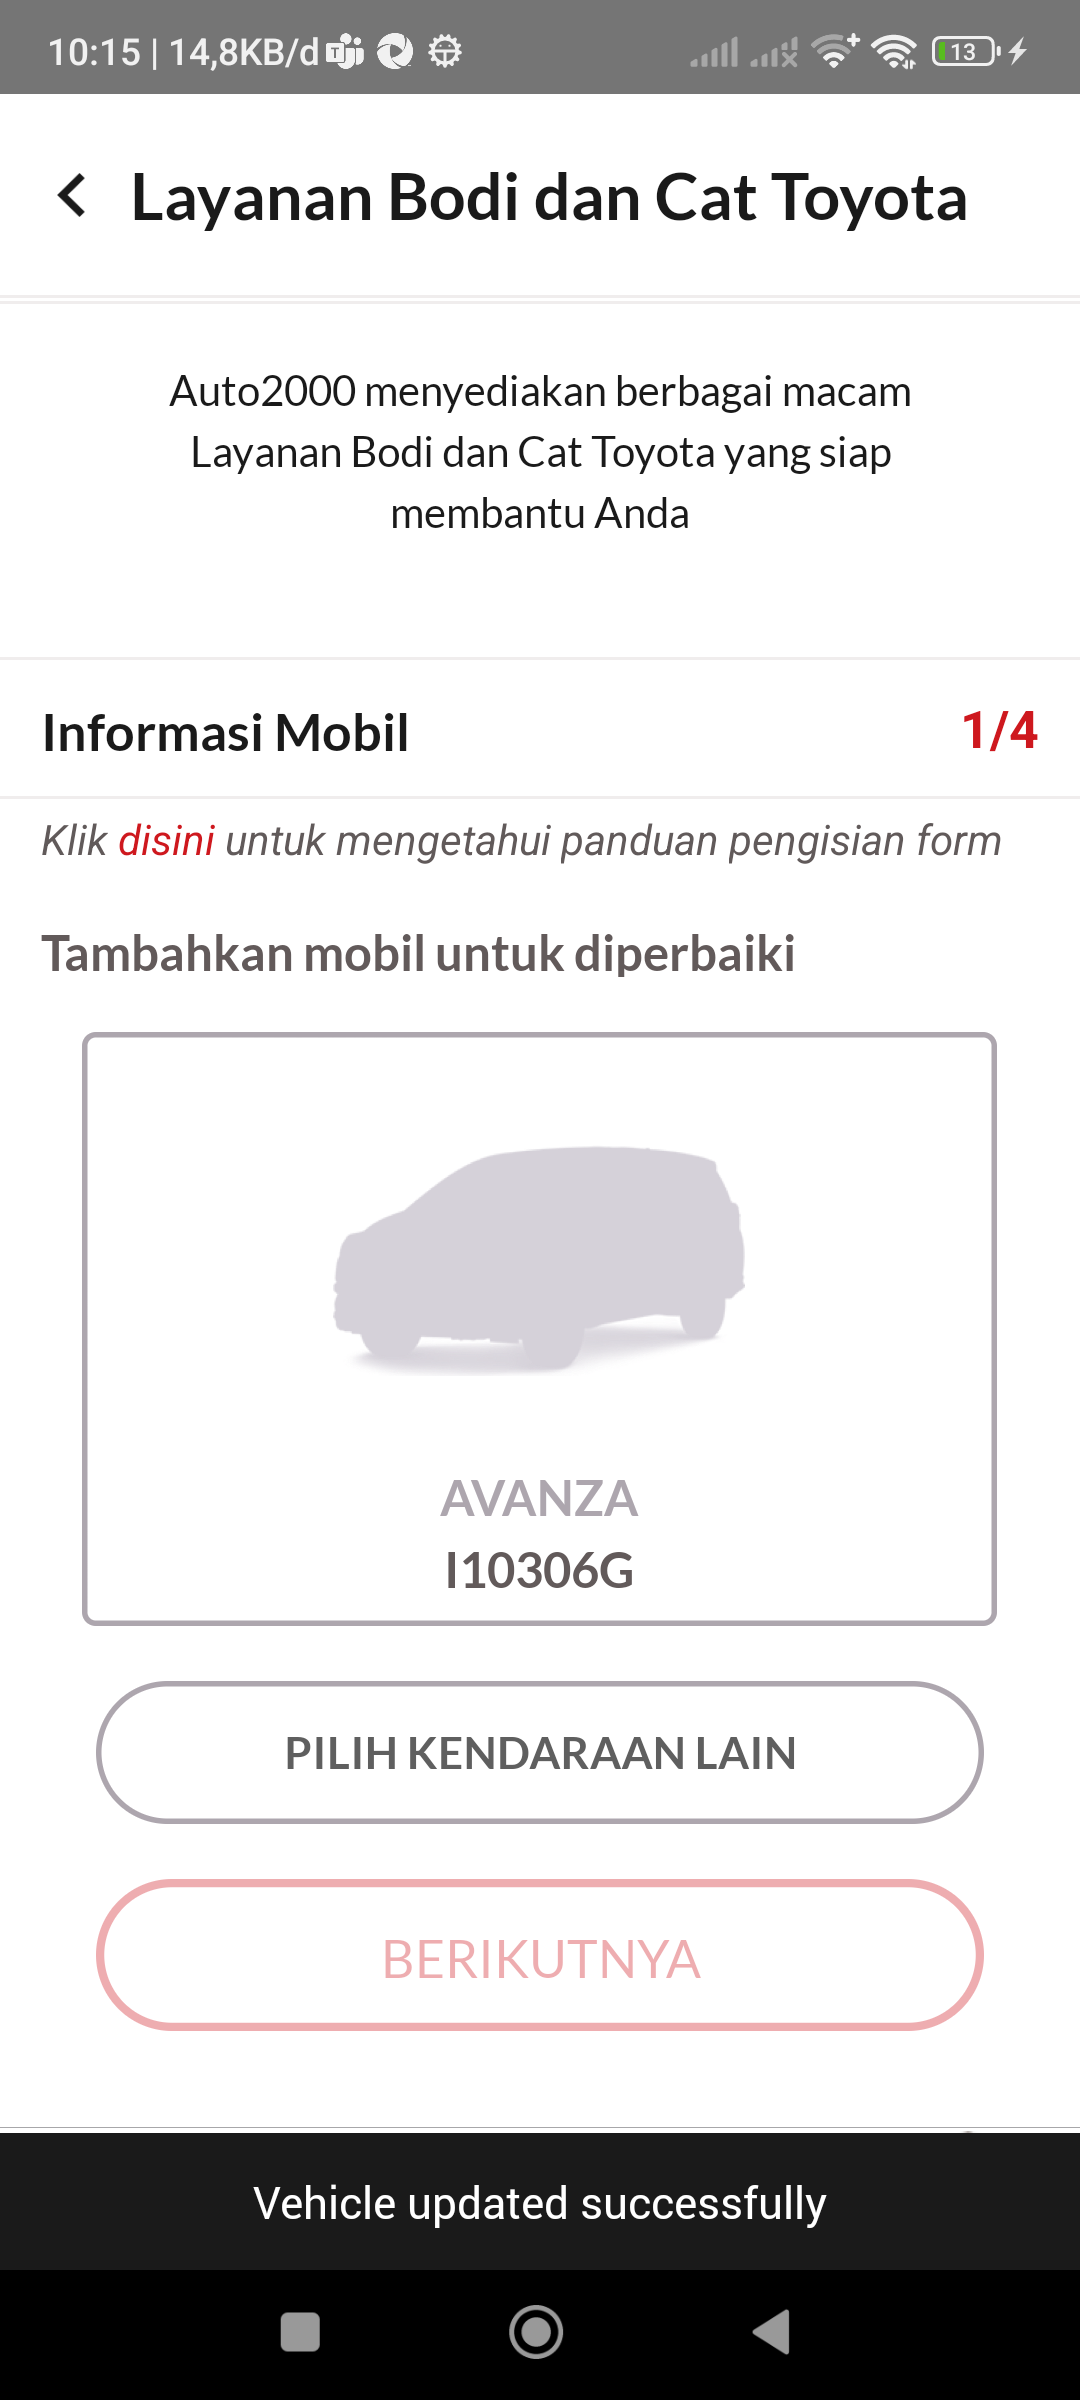 10:15 | 14,8KB/d
13
Layanan Bodi dan Cat Toyota
Auto2000 menyediakan berbagai macam
Layanan Bodi dan Cat Toyota yang siap
membantu Anda
Informasi Mobil 1/4
Klik disini untuk mengetahui panduan pengisian form
Tambahkan mobil untuk diperbaiki
AVANZA
I10306G
PILIH KENDARAAN LAIN
BERIKUTNYA
Vehicle updated successfully